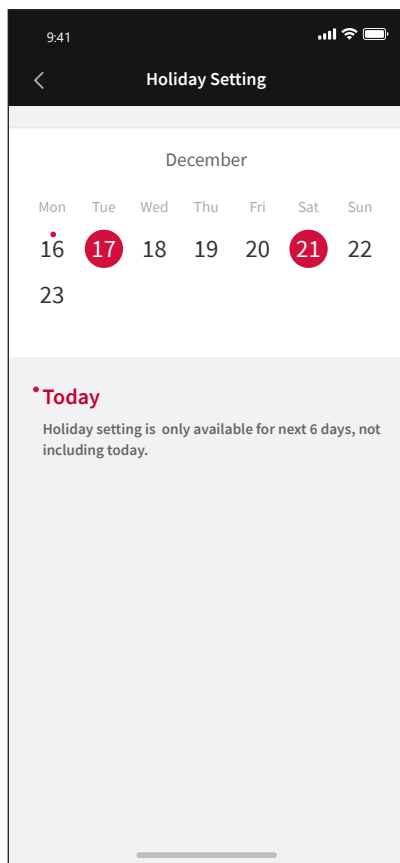 9:41
Holiday Setting
December
Mon Tue Wed Thu Fri Sat Sun
16 17 18 19 20 21 22
23
Today
Holiday setting is only available for next 6 days, not
including today.